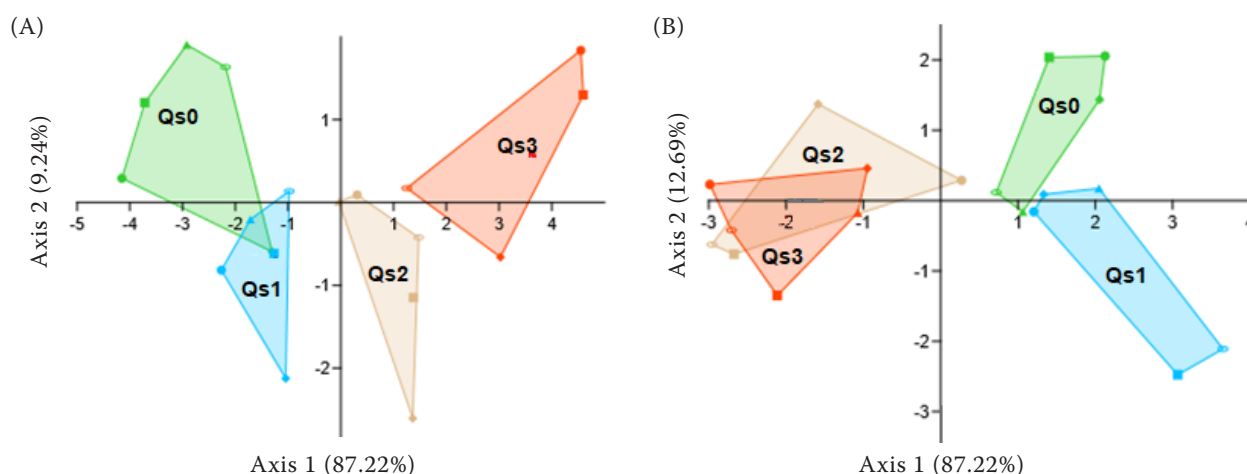 (A)
Axis 2 (9.24%)
1
-1
-2
-5 -4 -3 -2 -1 1 2 3 4
Qs0
Qs1
Qs2
Qs3
Axis 1 (87.22%)
(B)
Axis 2 (12.69%)
2
1
-1
-2
-3
-3 -2 -1 1 2 3 4
Qs0
Qs2
Qs3
Qs1
Axis 1 (87.22%)